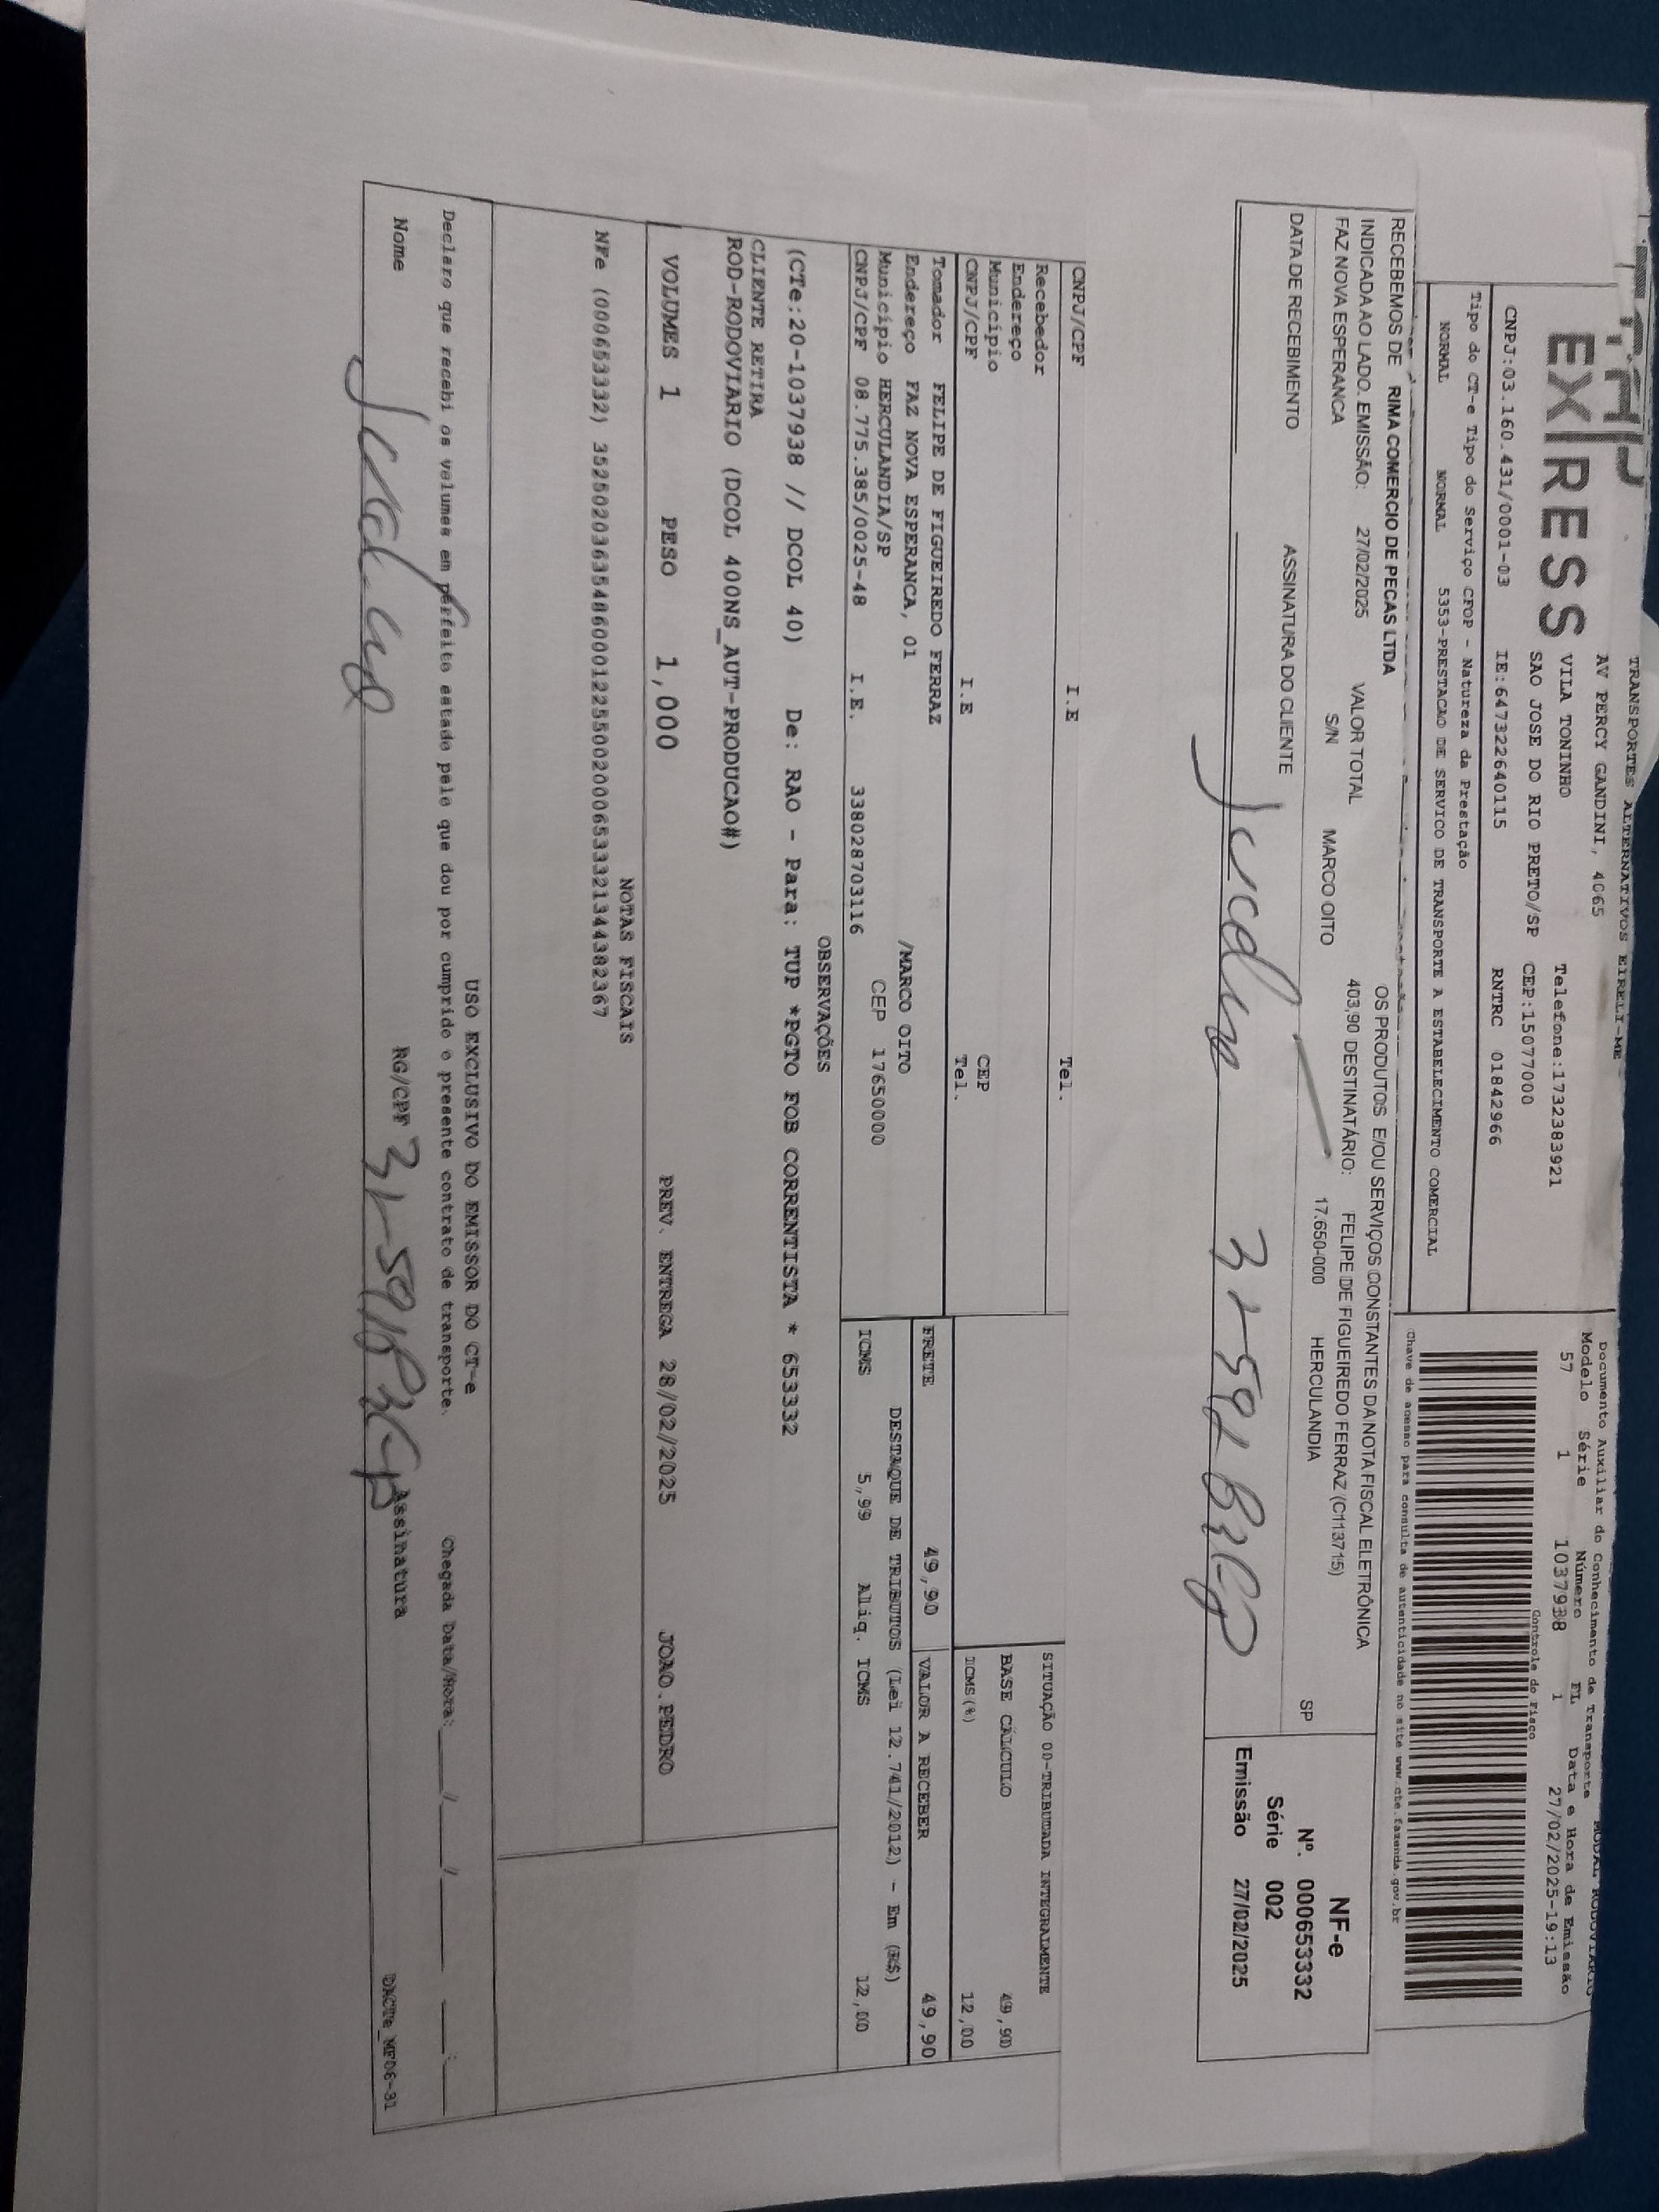 TRANSPORTES ALTERNATIVOS EIRELI-ME
EXPRESS
AV PERCY GANDINI, 4065
VILA TONINHO Telefone:1732383921
SAO JOSE DO RIO PRETO/SP CEP:15077000
CNPJ:03.160.431/0001-03 IE:647322640115 RNTRC 01842966
Tipo do CT-e Tipo do Serviço CFOP - Natureza da Prestação
NORMAL NORMAL 5353-PRESTACAO DE SERVICO DE TRANSPORTE A ESTABELECIMENTO COMERCIAL
Documento Auxiliar do Conhecimento de Transporte MODAL RODOVIARIO
Modelo Série Número FL Data e Hora de Emissão
57 1 1037938 1 27/02/2025-19:13
Controle do Fisco
Chave de acesso para consulta de autenticidade no site www.cte.fazenda.gov.br
RECEBEMOS DE RIMA COMERCIO DE PECAS LTDA OS PRODUTOS E/OU SERVIÇOS CONSTANTES DA NOTA FISCAL ELETRÔNICA
INDICADA AO LADO. EMISSÃO: 27/02/2025 VALOR TOTAL 403,90 DESTINATÁRIO: FELIPE DE FIGUEIREDO FERRAZ (C113715)
FAZ NOVA ESPERANCA S/N MARCO OITO 17.650-000 HERCULANDIA SP
DATA DE RECEBIMENTO ASSINATURA DO CLIENTE
NF-e
Nº. 000653332
Série 002
Emissão 27/02/2025
CNPJ/CPF I.E Tel.
Recebedor
Endereço
Município CEP
CNPJ/CPF I.E Tel.
Tomador FELIPE DE FIGUEIREDO FERRAZ
Endereço FAZ NOVA ESPERANCA, 01 /MARCO OITO
Município HERCULANDIA/SP CEP 17650000
CNPJ/CPF 08.775.385/0025-48 I.E. 338028703116
SITUAÇÃO 00-TRIBUTADA INTEGRALMENTE
BASE CÁLCULO 49,90
ICMS(%) 12,00
FRETE 49,90 VALOR A RECEBER 49,90
DESTAQUE DE TRIBUTOS (Lei 12.741/2012) - Em (R$)
ICMS 5,99 Aliq. ICMS 12,00
OBSERVAÇÕES
(CTe:20-1037938 // DCOL 40) De: RAO - Para: TUP *PGTO FOB CORRENTISTA * 653332
CLIENTE RETIRA
ROD-RODOVIARIO (DCOL 400NS_AUT-PRODUCAO#)
VOLUMES 1 PESO 1,000 PREV. ENTREGA 28/02/2025 JOAO.PEDRO
NOTAS FISCAIS
NFe (000653332) 35250203635486000122550020006533321344382367
USO EXCLUSIVO DO EMISSOR DO CT-e
Declaro que recebi os volumes em perfeito estado pelo que dou por cumprido o presente contrato de transporte. Chegada Data/Hora: ____/____/____ ____:____
Nome RG/CPF Assinatura
DACTe_MF06-31